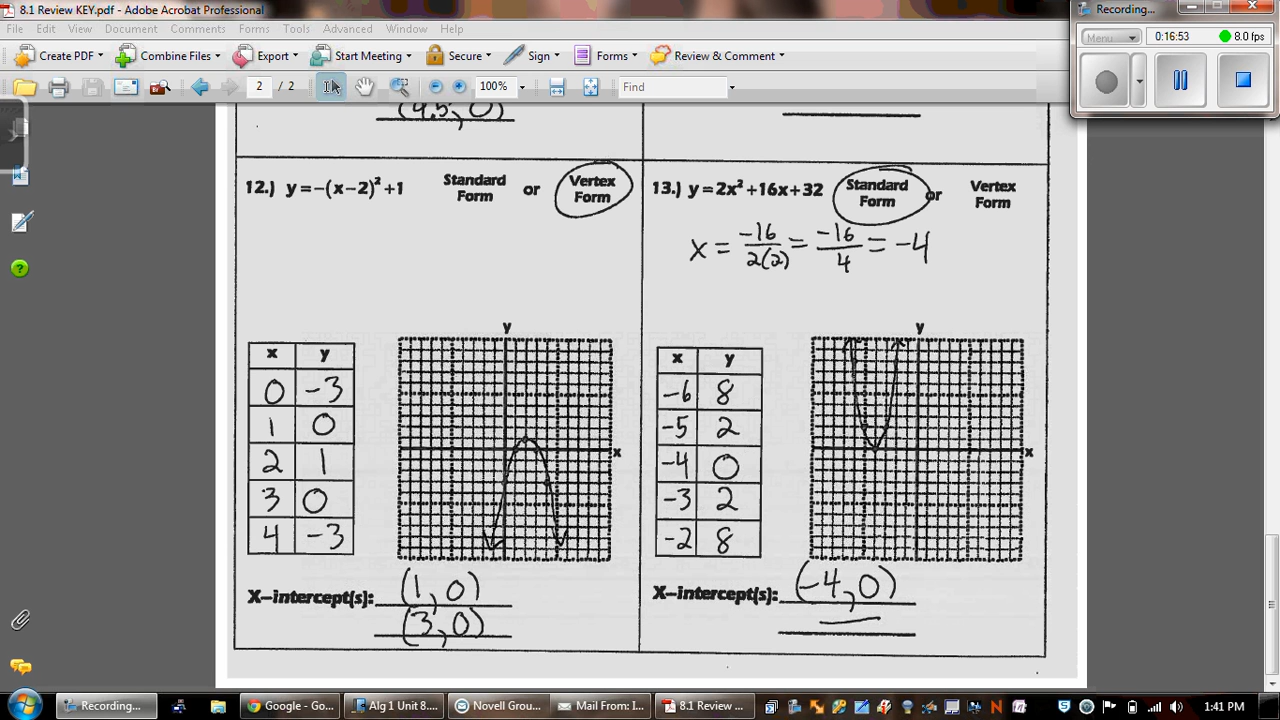 8.1 Review KEY.pdf - Adobe Acrobat Professional
Recording...
File Edit View Document Comments Forms Tools Advanced Window Help
Menu 0:16:53 8.0 fps
Create PDF Combine Files Export Start Meeting Secure Sign Forms Review & Comment
2 / 2 100% Find
(4.5, 0)
12.) y = -(x-2)² + 1 Standard Form or Vertex Form
13.) y = 2x² + 16x + 32 Standard Form or Vertex Form
x = -16/2(2) = -16/4 = -4
y
x y
0 -3
1 0
2 1
3 0
4 -3
x
X-intercept(s): (1, 0)
(3, 0)
y
x y
-6 8
-5 2
-4 0
-3 2
-2 8
x
X-intercept(s): (-4, 0)
—
Recording... Google - Go... Alg 1 Unit 8.... Novell Group... Mail From: I... 8.1 Review ... 1:41 PM